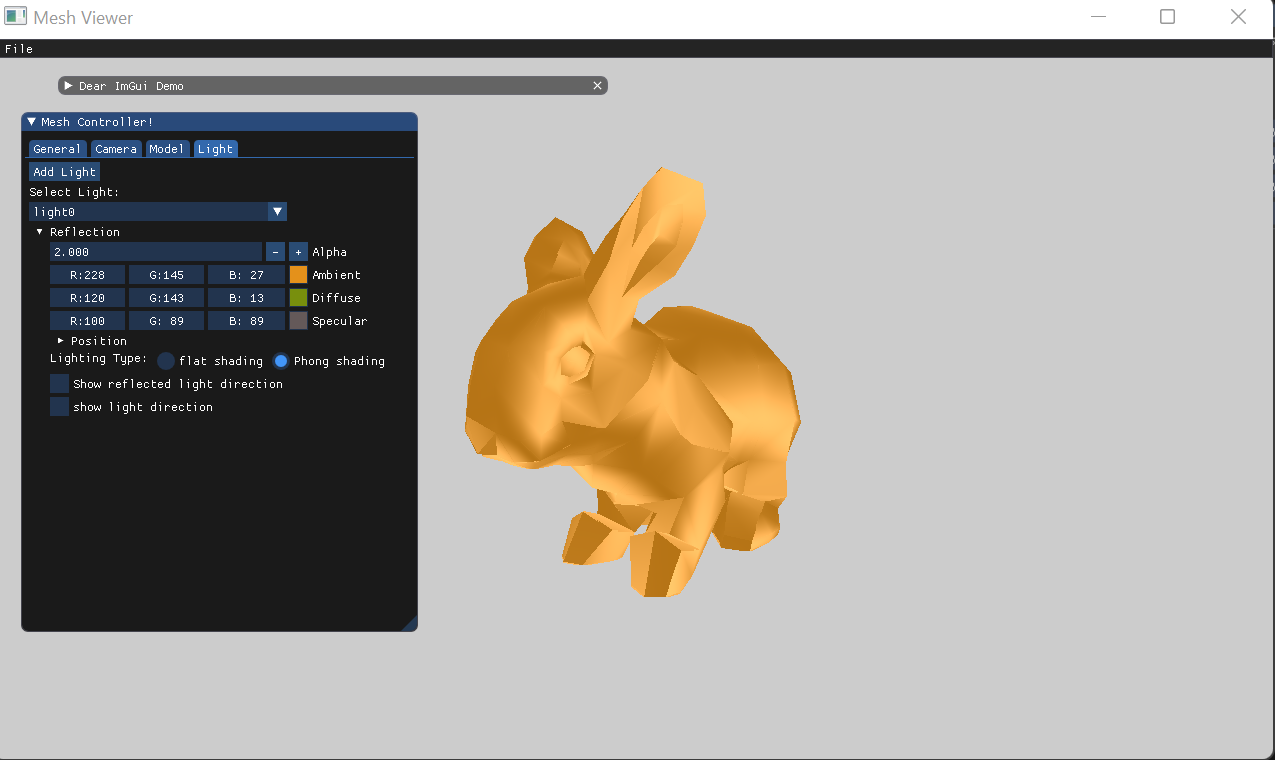 Mesh Viewer
File
Dear ImGui Demo
Mesh Controller!
General Camera Model Light
Add Light
Select Light:
light0
Reflection
2.000 - + Alpha
R:228 G:145 B: 27 Ambient
R:120 G:143 B: 13 Diffuse
R:100 G: 89 B: 89 Specular
Position
Lighting Type: flat shading Phong shading
Show reflected light direction
show light direction